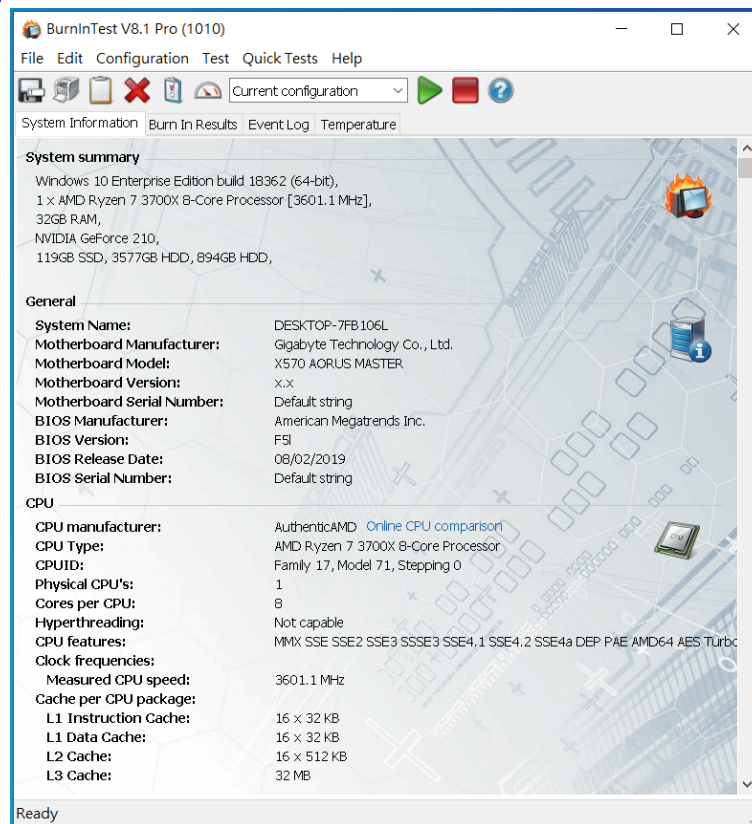 BurnInTest V8.1 Pro (1010)
File Edit Configuration Test Quick Tests Help
Current configuration
System Information Burn In Results Event Log Temperature
System summary
Windows 10 Enterprise Edition build 18362 (64-bit),
1 x AMD Ryzen 7 3700X 8-Core Processor [3601.1 MHz],
32GB RAM,
NVIDIA GeForce 210,
119GB SSD, 3577GB HDD, 894GB HDD,
General
System Name: DESKTOP-7FB106L
Motherboard Manufacturer: Gigabyte Technology Co., Ltd.
Motherboard Model: X570 AORUS MASTER
Motherboard Version: x.x
Motherboard Serial Number: Default string
BIOS Manufacturer: American Megatrends Inc.
BIOS Version: F5l
BIOS Release Date: 08/02/2019
BIOS Serial Number: Default string
CPU
CPU manufacturer: AuthenticAMD Online CPU comparison
CPU Type: AMD Ryzen 7 3700X 8-Core Processor
CPUID: Family 17, Model 71, Stepping 0
Physical CPU's: 1
Cores per CPU: 8
Hyperthreading: Not capable
CPU features: MMX SSE SSE2 SSE3 SSSE3 SSE4.1 SSE4.2 SSE4a DEP PAE AMD64 AES Turbo
Clock frequencies:
Measured CPU speed: 3601.1 MHz
Cache per CPU package:
L1 Instruction Cache: 16 x 32 KB
L1 Data Cache: 16 x 32 KB
L2 Cache: 16 x 512 KB
L3 Cache: 32 MB
Ready